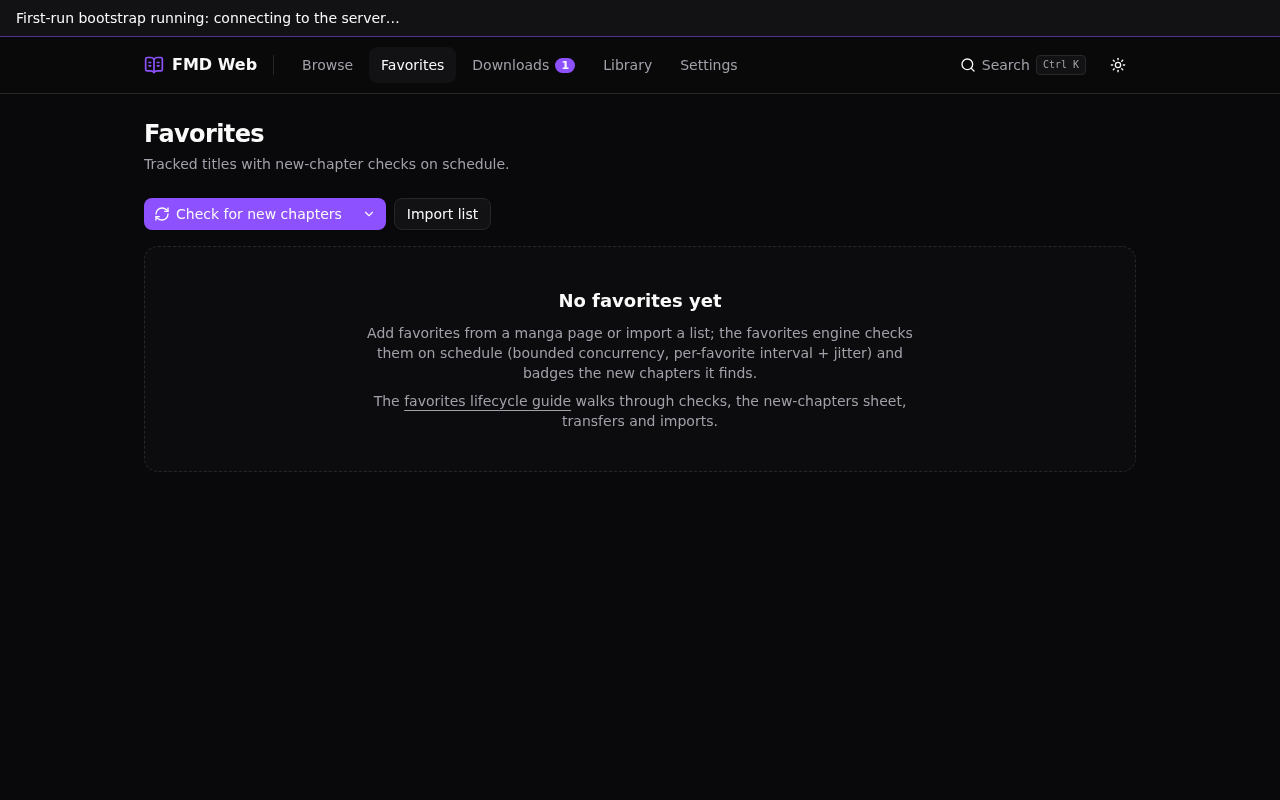 First-run bootstrap running: connecting to the server…
FMD Web
Browse
Favorites
Downloads 1
Library
Settings
Search Ctrl K
Favorites
Tracked titles with new-chapter checks on schedule.
Check for new chapters
Import list
No favorites yet
Add favorites from a manga page or import a list; the favorites engine checks
them on schedule (bounded concurrency, per-favorite interval + jitter) and
badges the new chapters it finds.
The favorites lifecycle guide walks through checks, the new-chapters sheet,
transfers and imports.